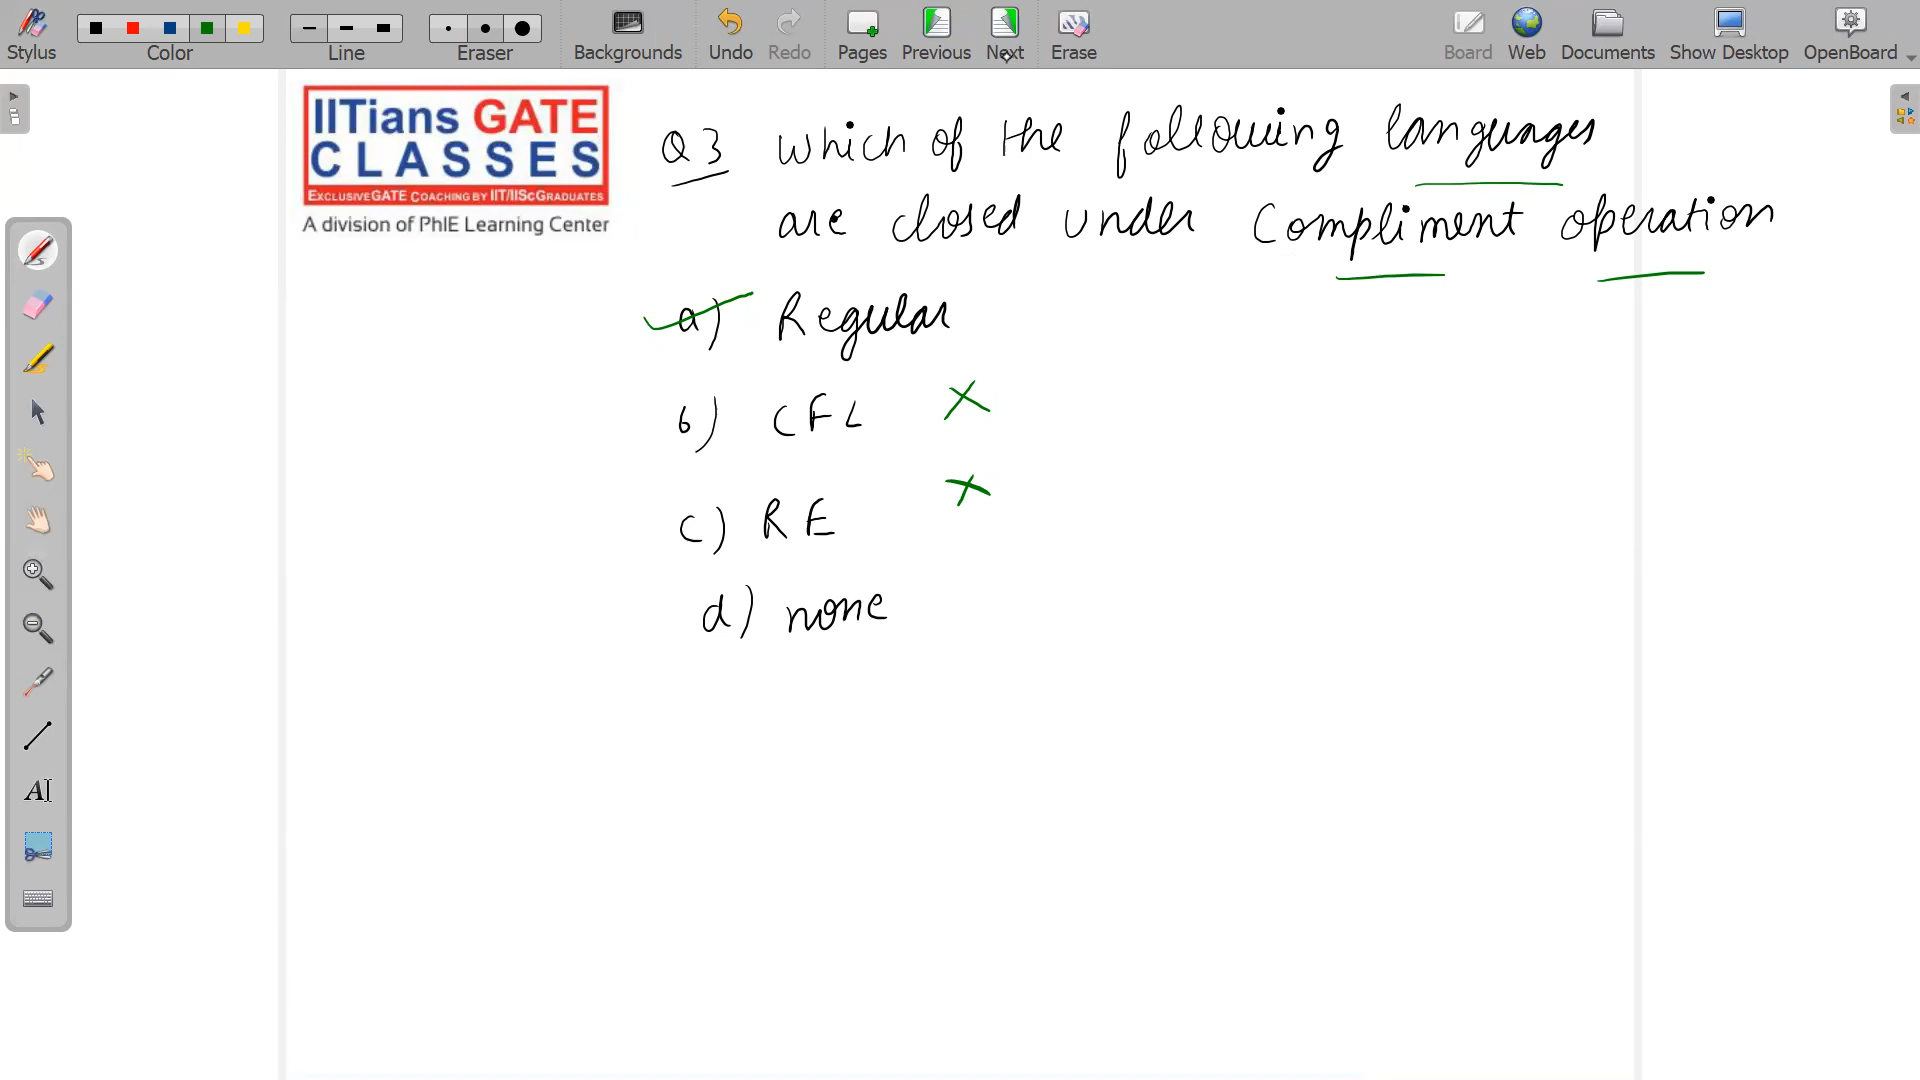 Stylus
Color
Line
Eraser
Backgrounds
Undo
Redo
Pages
Previous
Next
Erase
Board
Web
Documents
Show Desktop
OpenBoard
IITians GATE
CLASSES
EXCLUSIVE GATE COACHING BY IIT/IISc GRADUATES
A division of PhIE Learning Center
Q3 Which of the following languages
are closed under Compliment operation
a) Regular
b) CFL
c) RE
d) none
AI